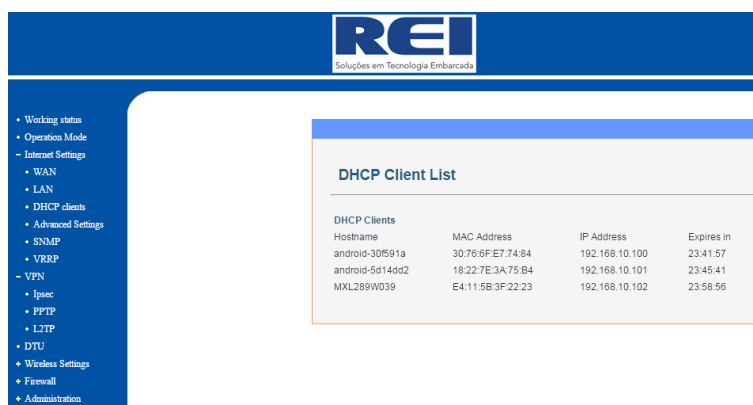 REI
Soluções em Tecnologia Embarcada
Working status
Operation Mode
Internet Settings
WAN
LAN
DHCP clients
Advanced Settings
SNMP
VRRP
VPN
Ipsec
PPTP
L2TP
DTU
Wireless Settings
Firewall
Administration
DHCP Client List
DHCP Clients
Hostname MAC Address IP Address Expires in
android-30f591a 30:76:6F:E7:74:84 192.168.10.100 23:41:57
android-5d14dd2 18:22:7E:3A:75:B4 192.168.10.101 23:45:41
MXL289W039 E4:11:5B:3F:22:23 192.168.10.102 23:58:56